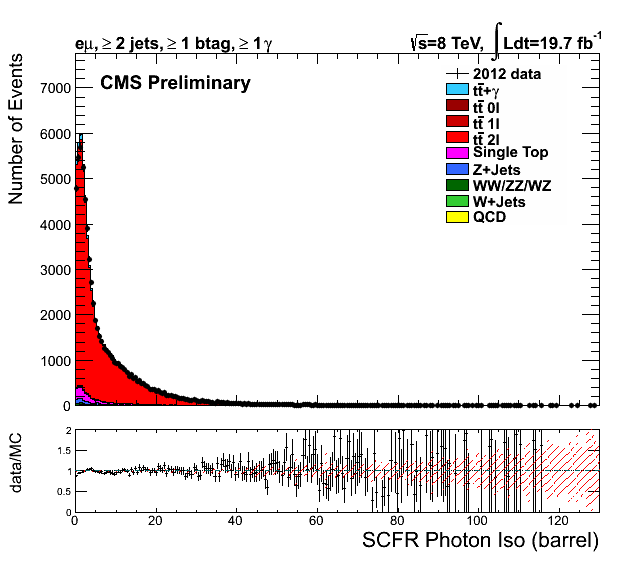 eμ, ≥ 2 jets, ≥ 1 btag, ≥ 1 γ
√s=8 TeV, ∫Ldt=19.7 fb⁻¹
CMS Preliminary
Number of Events
7000
6000
5000
4000
3000
2000
1000
0
2012 data
tt̄+γ
tt̄ 0l
tt̄ 1l
tt̄ 2l
Single Top
Z+Jets
WW/ZZ/WZ
W+Jets
QCD
data/MC
2
1.5
1
0.5
0
0 20 40 60 80 100 120
SCFR Photon Iso (barrel)